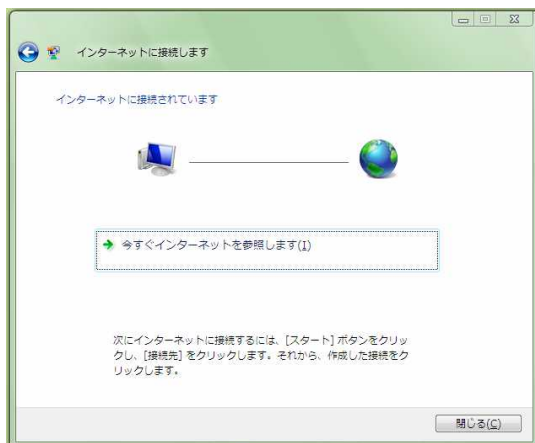 インターネットに接続します
インターネットに接続されています
今すぐインターネットを参照します(I)
次にインターネットに接続するには、[スタート] ボタンをクリッ
クし、[接続先] をクリックします。それから、作成した接続をク
リックします。
閉じる(C)